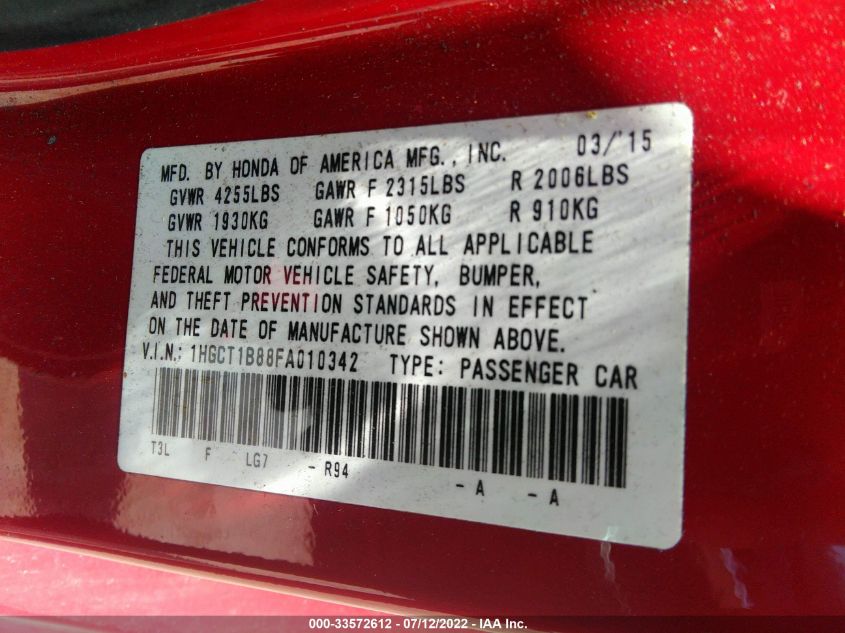 MFD. BY HONDA OF AMERICA MFG., INC. 03/'15
GVWR 4255LBS GAWR F 2315LBS R 2006LBS
GVWR 1930KG GAWR F 1050KG R 910KG
THIS VEHICLE CONFORMS TO ALL APPLICABLE
FEDERAL MOTOR VEHICLE SAFETY, BUMPER,
AND THEFT PREVENTION STANDARDS IN EFFECT
ON THE DATE OF MANUFACTURE SHOWN ABOVE.
V.I.N.: 1HGCT1B88FA010342 TYPE: PASSENGER CAR
T3L F LG7 - R94 - A - A
000-33572612 - 07/12/2022 - IAA Inc.